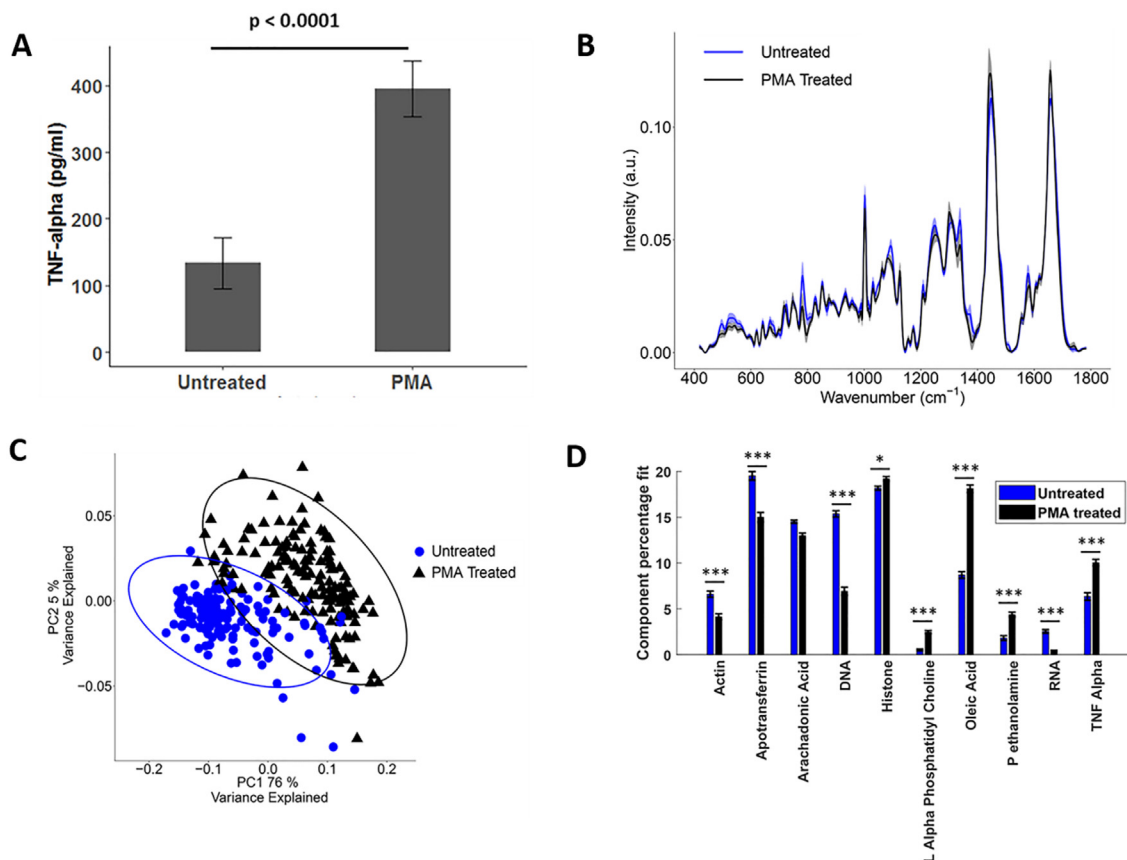 A
p < 0.0001
TNF-alpha (pg/ml)
400
300
200
100
0
Untreated
PMA
B
Untreated
PMA Treated
Intensity (a.u.)
0.10
0.05
0.00
400 600 800 1000 1200 1400 1600 1800
Wavenumber (cm⁻¹)
C
PC2 5 %
Variance Explained
0.05
0.00
−0.05
Untreated
PMA Treated
−0.2 −0.1 0.0 0.1 0.2
PC1 76 %
Variance Explained
D
Component percentage fit
20
15
10
5
0
Untreated
PMA treated
***
***
***
*
***
***
***
***
***
Actin
Apotransferrin
Arachadonic Acid
DNA
Histone
L Alpha Phosphatidyl Choline
Oleic Acid
P ethanolamine
RNA
TNF Alpha